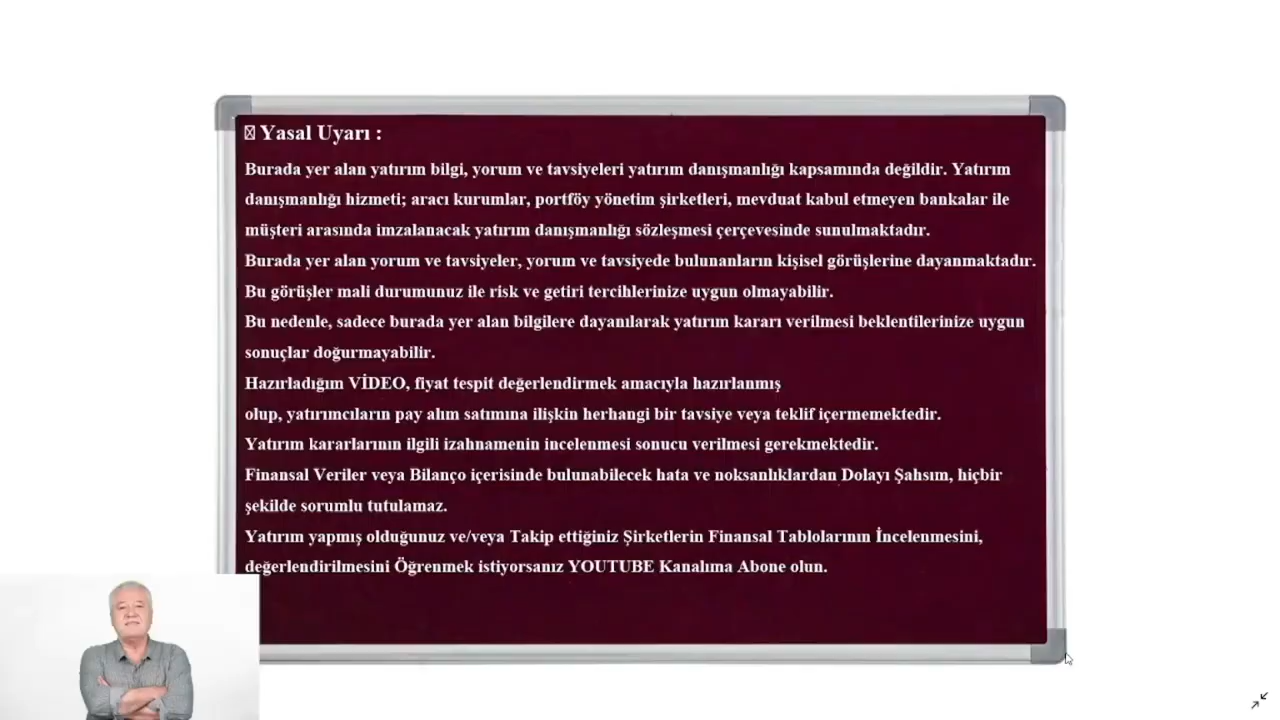 Yasal Uyarı :
Burada yer alan yatırım bilgi, yorum ve tavsiyeleri yatırım danışmanlığı kapsamında değildir. Yatırım
danışmanlığı hizmeti; aracı kurumlar, portföy yönetim şirketleri, mevduat kabul etmeyen bankalar ile
müşteri arasında imzalanacak yatırım danışmanlığı sözleşmesi çerçevesinde sunulmaktadır.
Burada yer alan yorum ve tavsiyeler, yorum ve tavsiyede bulunanların kişisel görüşlerine dayanmaktadır.
Bu görüşler mali durumunuz ile risk ve getiri tercihlerinize uygun olmayabilir.
Bu nedenle, sadece burada yer alan bilgilere dayanılarak yatırım kararı verilmesi beklentilerinize uygun
sonuçlar doğurmayabilir.
Hazırladığım VİDEO, fiyat tespit değerlendirmek amacıyla hazırlanmış
olup, yatırımcıların pay alım satımına ilişkin herhangi bir tavsiye veya teklif içermemektedir.
Yatırım kararlarının ilgili izahnamenin incelenmesi sonucu verilmesi gerekmektedir.
Finansal Veriler veya Bilanço içerisinde bulunabilecek hata ve noksanlıklardan Dolayı Şahsım, hiçbir
şekilde sorumlu tutulamaz.
Yatırım yapmış olduğunuz ve/veya Takip ettiğiniz Şirketlerin Finansal Tablolarının İncelenmesini,
değerlendirilmesini Öğrenmek istiyorsanız YOUTUBE Kanalıma Abone olun.